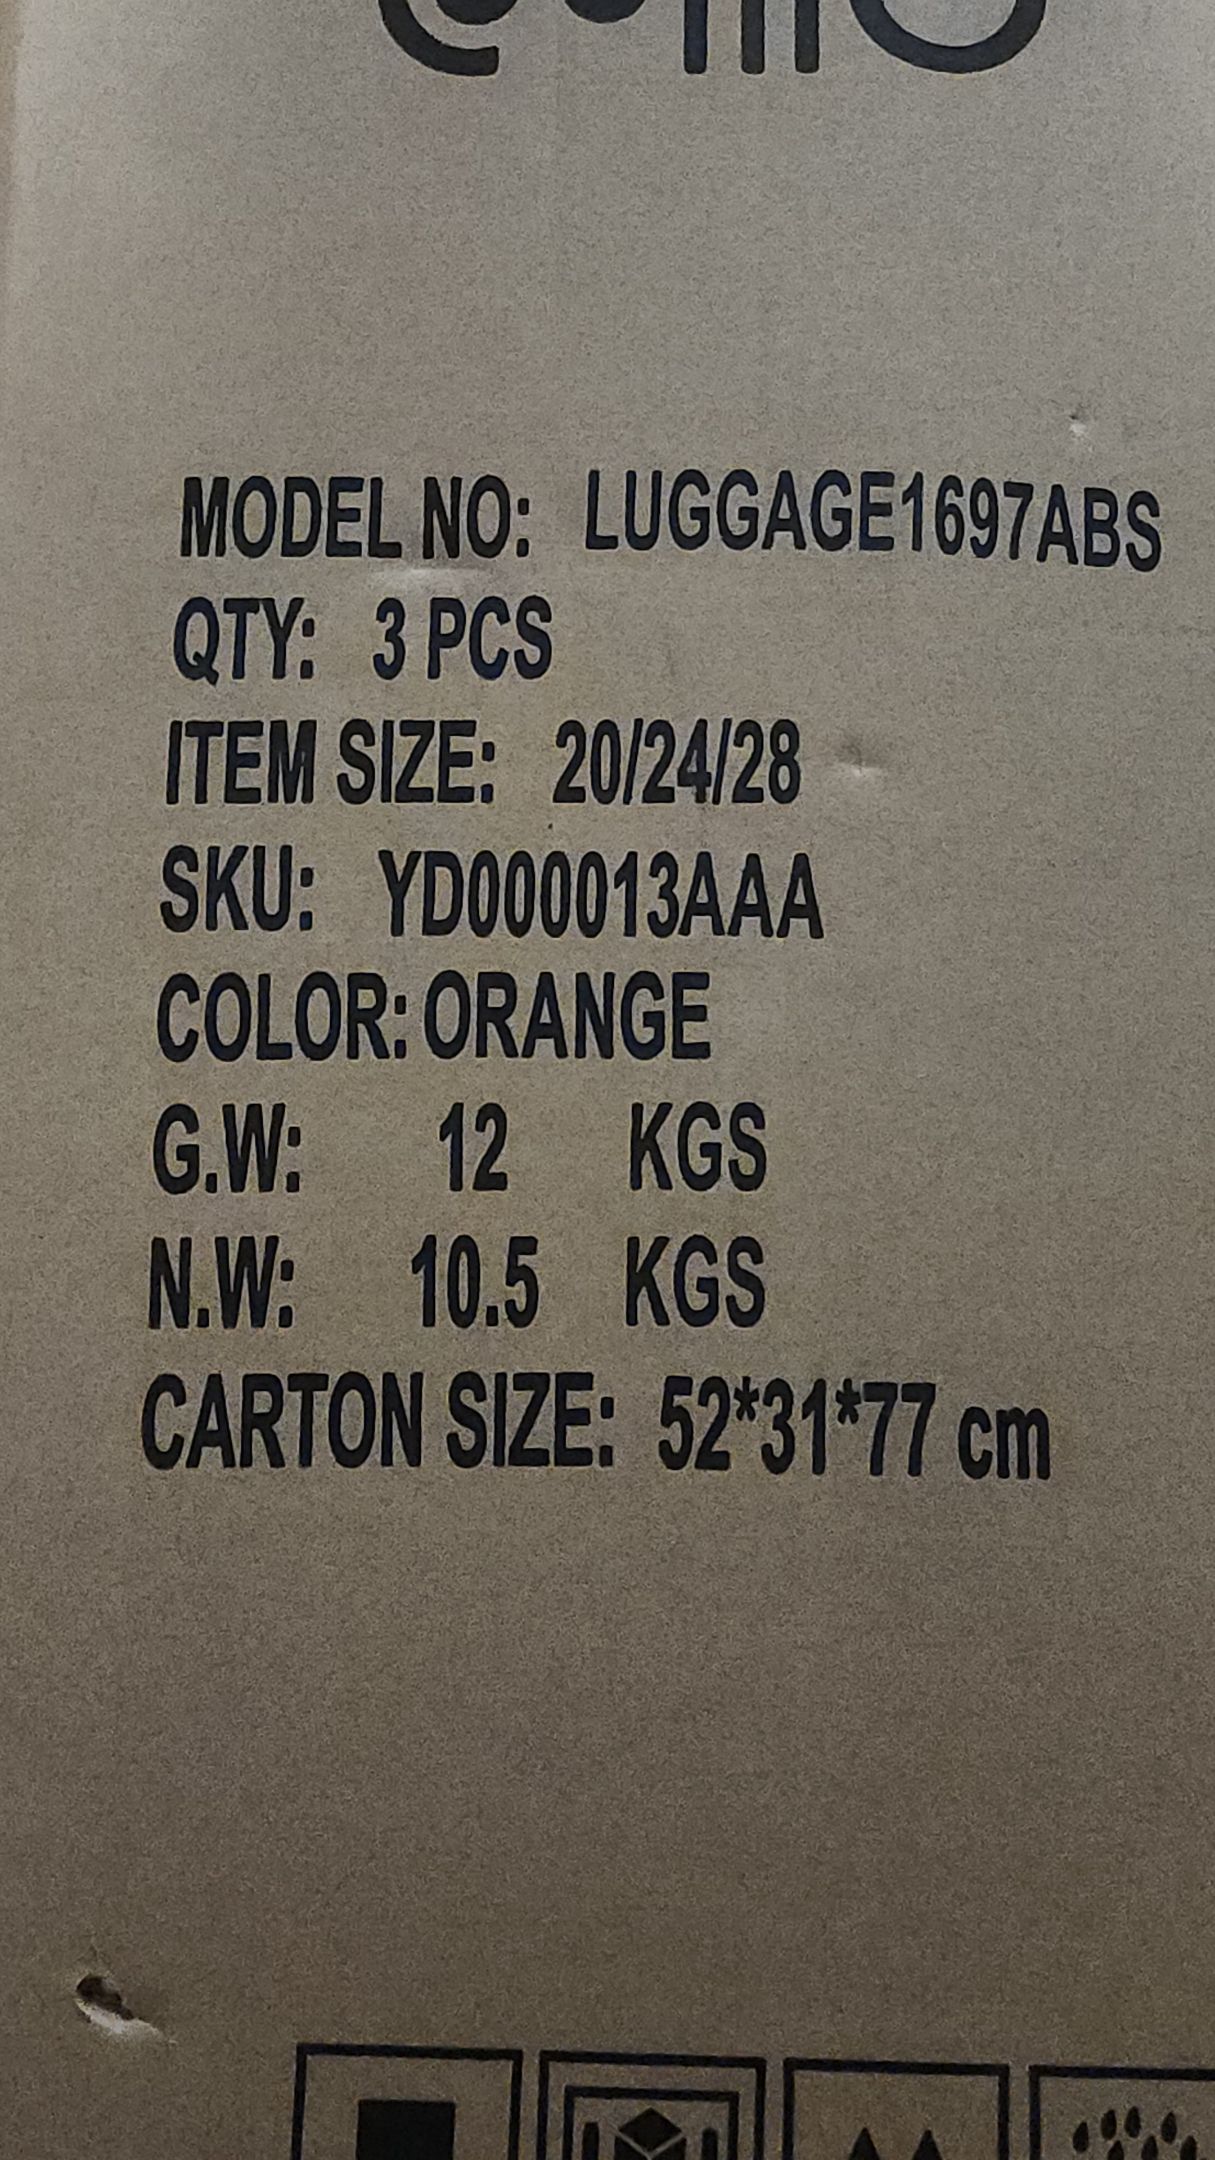 MODEL NO: LUGGAGE1697ABS
QTY: 3 PCS
ITEM SIZE: 20/24/28
SKU: YD000013AAA
COLOR: ORANGE
G.W: 12 KGS
N.W: 10.5 KGS
CARTON SIZE: 52*31*77 cm